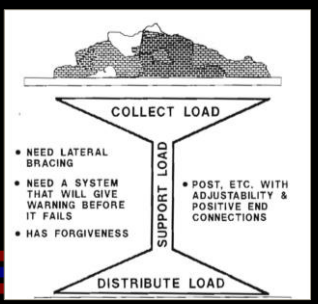 COLLECT LOAD
• NEED LATERAL
BRACING
• NEED A SYSTEM
THAT WILL GIVE
WARNING BEFORE
IT FAILS
• HAS FORGIVENESS
SUPPORT LOAD
• POST, ETC. WITH
ADJUSTABILITY &
POSITIVE END
CONNECTIONS
DISTRIBUTE LOAD